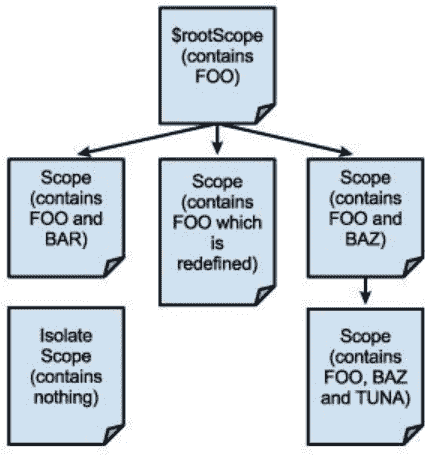 $rootScope
(contains
FOO)
Scope
(contains
FOO and
BAR)
Scope
(contains
FOO which
is
redefined)
Scope
(contains
FOO and
BAZ)
Isolate
Scope
(contains
nothing)
Scope
(contains
FOO, BAZ
and TUNA)